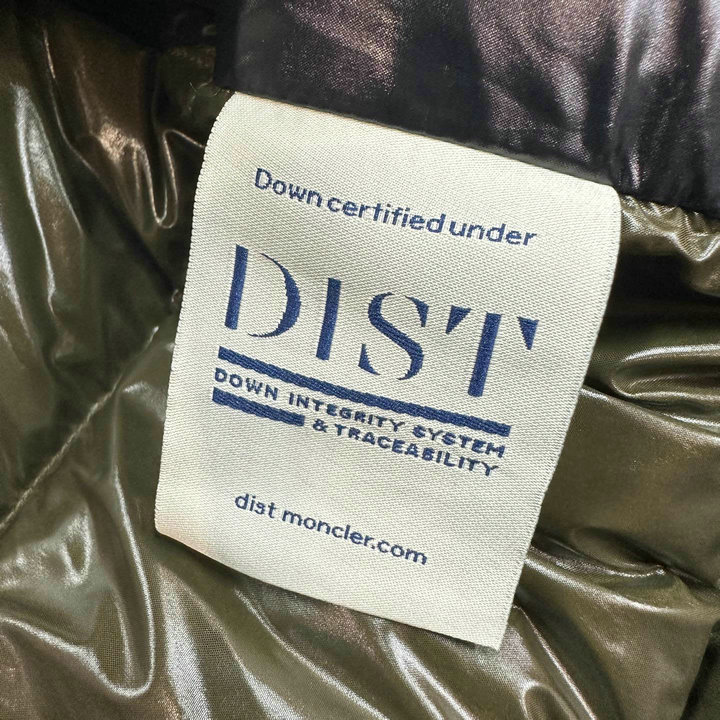 Down certified under
DIST
DOWN INTEGRITY SYSTEM
& TRACEABILITY
dist moncler.com